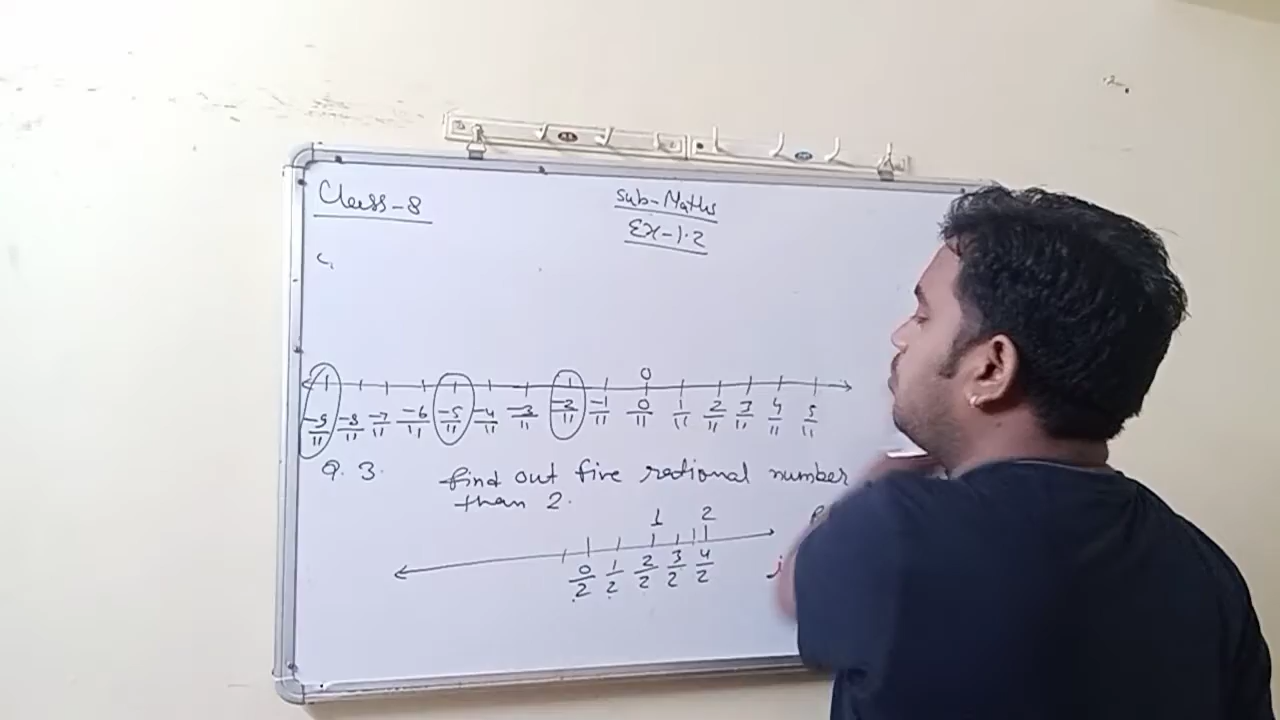 Class-8
Sub-Maths
Ex-1.2
0
-9/11 -8/11 -7/11 -6/11 -5/11 -4/11 -3/11 -2/11 -1/11 0/11 1/11 2/11 3/11 4/11 5/11
Q. 3. find out five rational number
than 2.
1 2
0/2 1/2 2/2 3/2 4/2